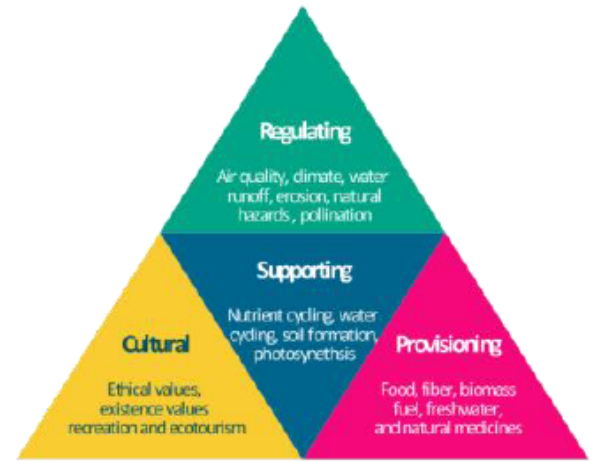 Regulating
Air quality, climate, water
runoff, erosion, natural
hazards , pollination
Supporting
Nutrient cycling, water
cycling, soil formation,
photosynethsis
Cultural
Ethical values,
existence values
recreation and ecotourism
Provisioning
Food, fiber, biomass
fuel, freshwater,
and natural medicines